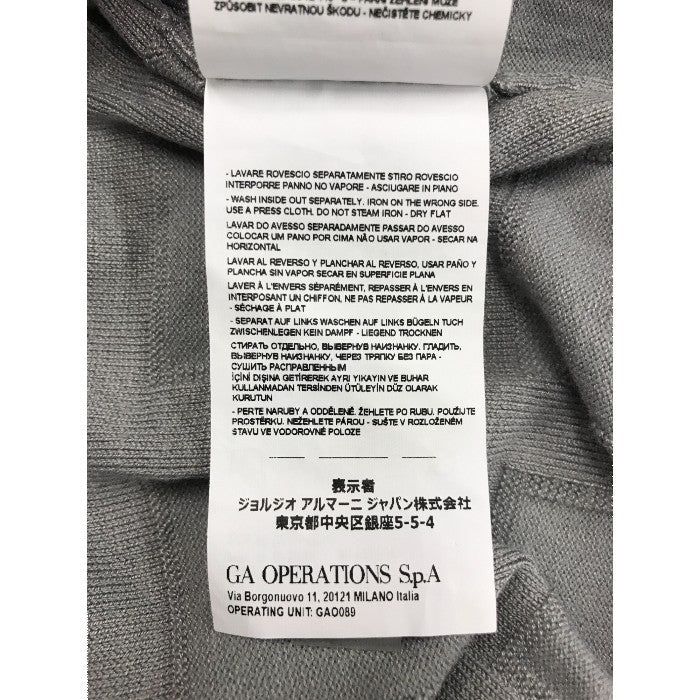 ZPŮSOBIT NEVRATNOU ŠKODU - NEČISTĚTE CHEMICKY
- LAVARE ROVESCIO SEPARATAMENTE STIRO ROVESCIO
INTERPORRE PANNO NO VAPORE - ASCIUGARE IN PIANO
- WASH INSIDE OUT SEPARATELY. IRON ON THE WRONG SIDE.
USE A PRESS CLOTH. DO NOT STEAM IRON - DRY FLAT
LAVAR DO AVESSO SEPARADAMENTE PASSAR DO AVESSO
COLOCAR UM PANO POR CIMA NÃO USAR VAPOR - SECAR NA
HORIZONTAL
LAVAR AL REVERSO Y PLANCHAR AL REVERSO, USAR PAÑO Y
PLANCHA SIN VAPOR SECAR EN SUPERFICIE PLANA
LAVER À L'ENVERS SÉPARÉMENT, REPASSER À L'ENVERS EN
INTERPOSANT UN CHIFFON, NE PAS REPASSER À LA VAPEUR
- SÉCHAGE À PLAT
- SEPARAT AUF LINKS WASCHEN AUF LINKS BÜGELN TUCH
ZWISCHENLEGEN KEIN DAMPF - LIEGEND TROCKNEN
СТИРАТЬ ОТДЕЛЬНО, ВЫВЕРНУВ НАИЗНАНКУ. ГЛАДИТЬ,
ВЫВЕРНУВ НАИЗНАНКУ, ЧЕРЕЗ ТРЯПКУ БЕЗ ПАРА -
СУШИТЬ РАСПРАВЛЕННЫМ
İÇİNİ DIŞINA GETİREREK AYRI YIKAYIN VE BUHAR
KULLANMADAN TERSİNDEN ÜTÜLEYİN DÜZ OLARAK
KURUTUN
- PERTE NARUBY A ODDĚLENĚ. ŽEHLETE PO RUBU. POUŽIJTE
PROSTĚRKU. NEŽEHLETE PÁROU - SUŠTE V ROZLOŽENÉM
STAVU VE VODOROVNÉ POLOZE
表示者
ジョルジオ アルマーニ ジャパン株式会社
東京都中央区銀座5-5-4
GA OPERATIONS S.p.A
Via Borgonuovo 11, 20121 MILANO Italia
OPERATING UNIT: GAO089